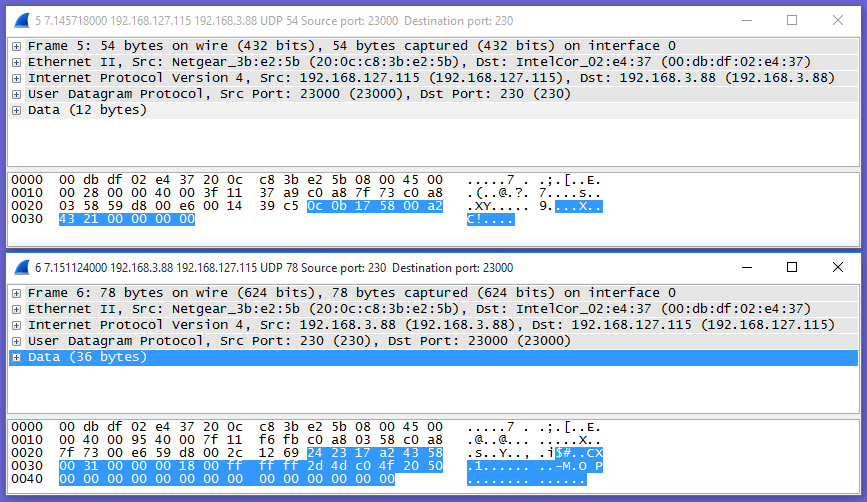 5 7.145718000 192.168.127.115 192.168.3.88 UDP 54 Source port: 23000 Destination port: 230
Frame 5: 54 bytes on wire (432 bits), 54 bytes captured (432 bits) on interface 0
Ethernet II, Src: Netgear_3b:e2:5b (20:0c:c8:3b:e2:5b), Dst: IntelCor_02:e4:37 (00:db:df:02:e4:37)
Internet Protocol Version 4, Src: 192.168.127.115 (192.168.127.115), Dst: 192.168.3.88 (192.168.3.88)
User Datagram Protocol, Src Port: 23000 (23000), Dst Port: 230 (230)
Data (12 bytes)
0000 00 db df 02 e4 37 20 0c c8 3b e2 5b 08 00 45 00 .....7 . .;.[..E.
0010 00 28 00 00 40 00 3f 11 37 a9 c0 a8 7f 73 c0 a8 .(..@.?. 7....s..
0020 03 58 59 d8 00 e6 00 14 39 c5 0c 0b 17 58 00 a2 .XY..... 9....X..
0030 43 21 00 00 00 00 C!....
6 7.151124000 192.168.3.88 192.168.127.115 UDP 78 Source port: 230 Destination port: 23000
Frame 6: 78 bytes on wire (624 bits), 78 bytes captured (624 bits) on interface 0
Ethernet II, Src: Netgear_3b:e2:5b (20:0c:c8:3b:e2:5b), Dst: IntelCor_02:e4:37 (00:db:df:02:e4:37)
Internet Protocol Version 4, Src: 192.168.3.88 (192.168.3.88), Dst: 192.168.127.115 (192.168.127.115)
User Datagram Protocol, Src Port: 230 (230), Dst Port: 23000 (23000)
Data (36 bytes)
0000 00 db df 02 e4 37 20 0c c8 3b e2 5b 08 00 45 00 .....7 . .;.[..E.
0010 00 40 00 95 40 00 7f 11 f6 fb c0 a8 03 58 c0 a8 .@..@... .....X..
0020 7f 73 00 e6 59 d8 00 2c 12 69 24 23 17 a2 43 58 .s..Y.., .i$#..CX
0030 00 31 00 00 00 18 00 ff ff ff 2d 4d c0 4f 20 50 .1...... ..-M.O P
0040 00 00 00 00 00 00 00 00 00 00 00 00 00 00 ........ ......